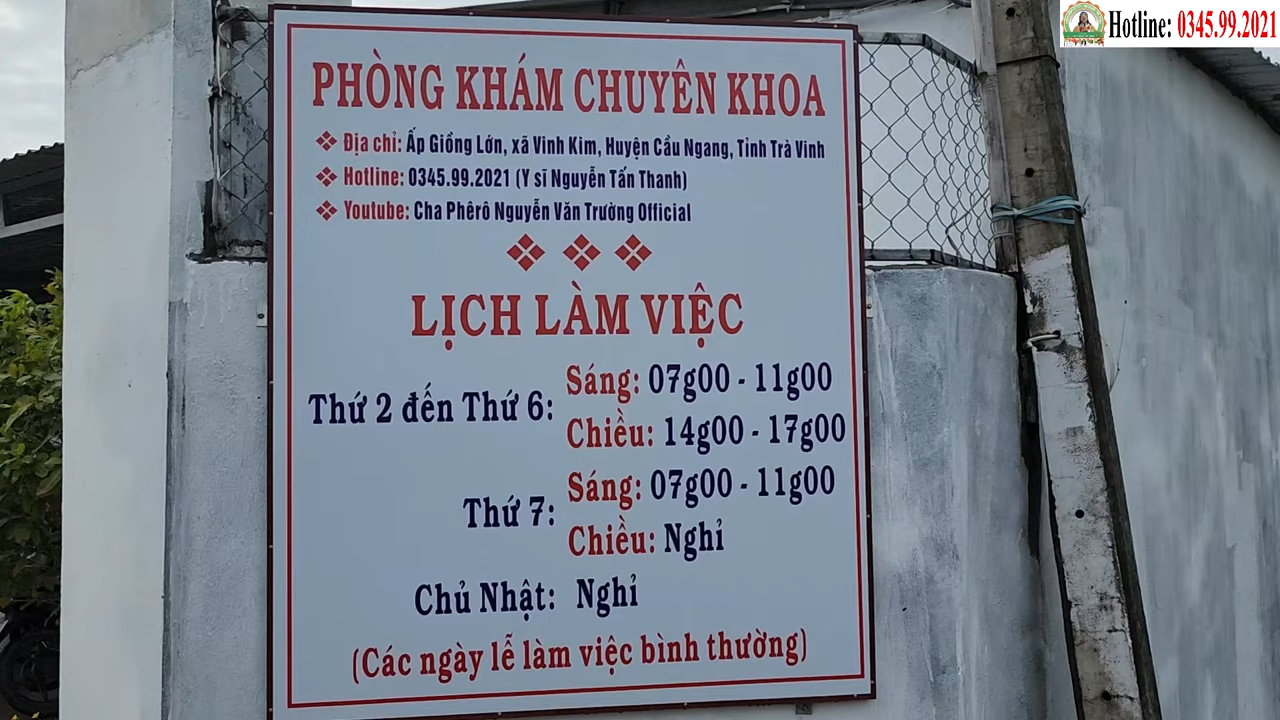 Hotline: 0345.99.2021
PHÒNG KHÁM CHUYÊN KHOA
Địa chỉ: Ấp Giồng Lớn, xã Vinh Kim, Huyện Cầu Ngang, Tỉnh Trà Vinh
Hotline: 0345.99.2021 (Y sĩ Nguyễn Tấn Thanh)
Youtube: Cha Phêrô Nguyễn Văn Trường Official
LỊCH LÀM VIỆC
Thứ 2 đến Thứ 6: Sáng: 07g00 - 11g00
Chiều: 14g00 - 17g00
Thứ 7: Sáng: 07g00 - 11g00
Chiều: Nghỉ
Chủ Nhật: Nghỉ
(Các ngày lễ làm việc bình thường)